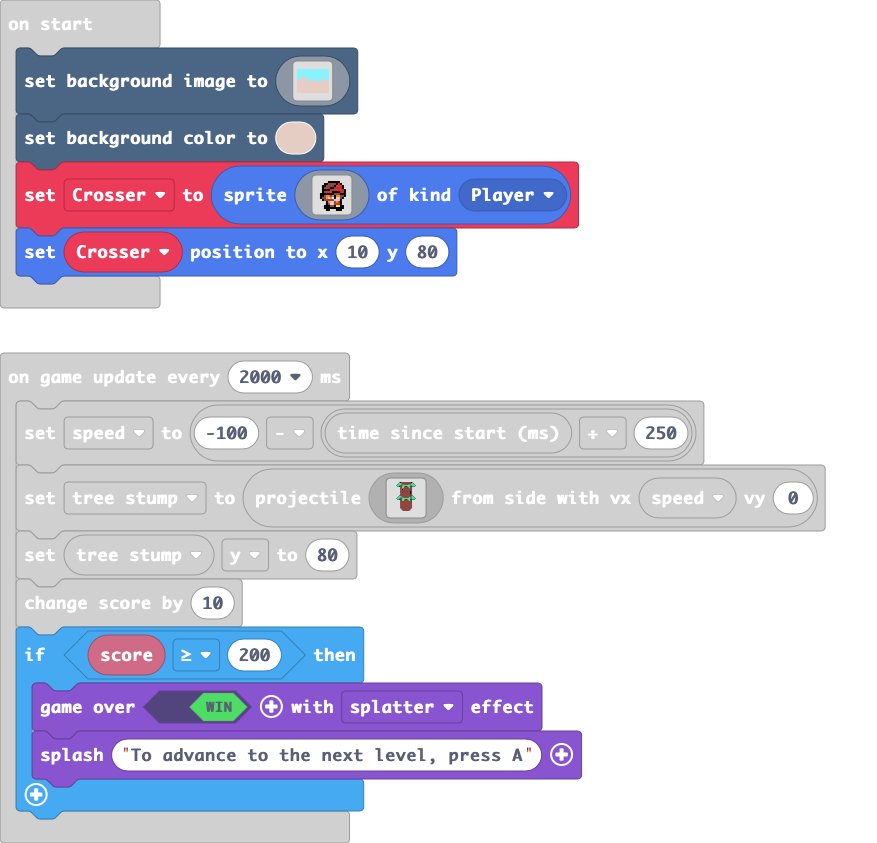 on start
set background image to
set background color to
set Crosser to sprite of kind Player
set Crosser position to x 10 y 80
on game update every 2000 ms
set speed to -100 - time since start (ms) ÷ 250
set tree stump to projectile from side with vx speed vy 0
set tree stump y to 80
change score by 10
if score ≥ 200 then
game over WIN with splatter effect
splash "To advance to the next level, press A"